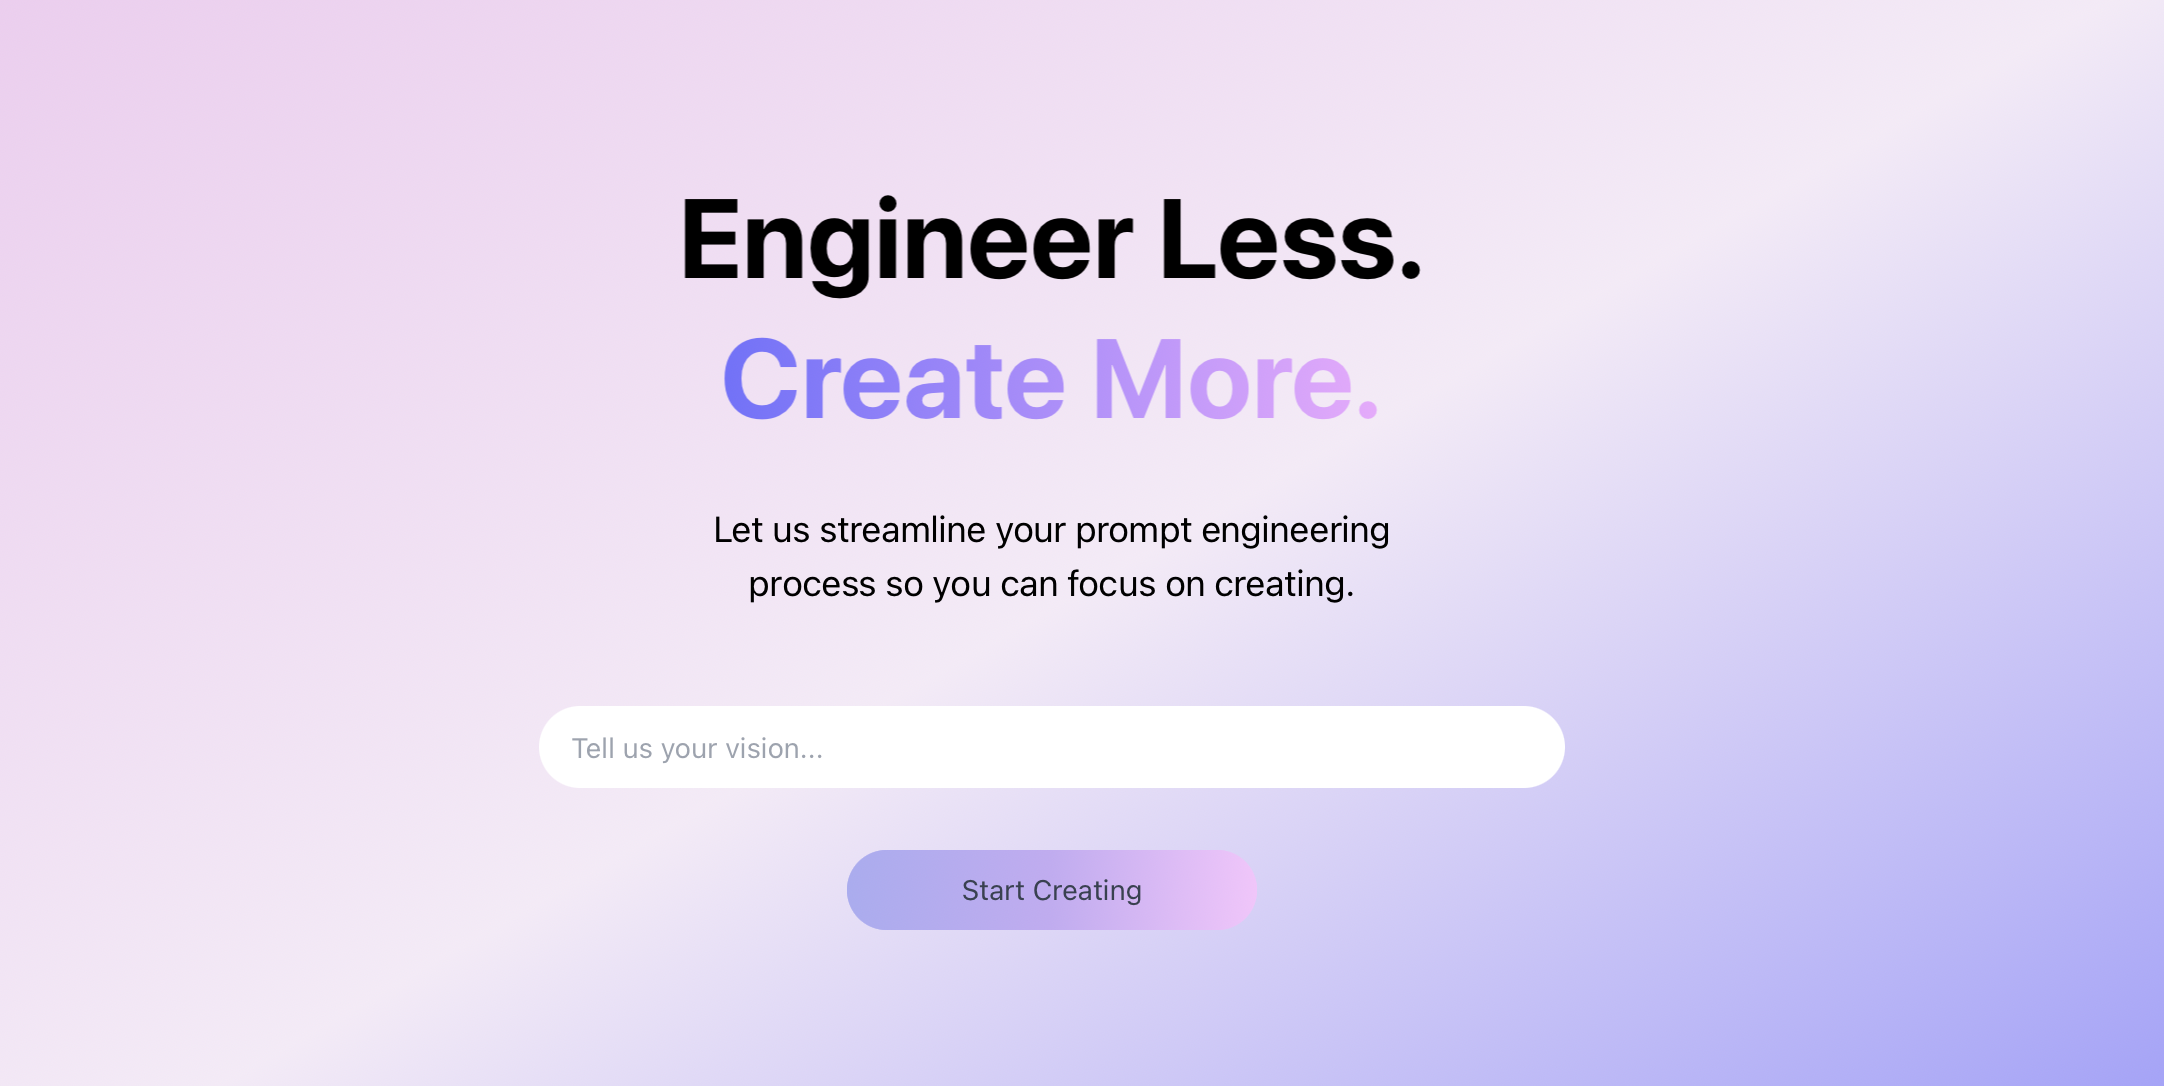 Engineer Less.
Create More.
Let us streamline your prompt engineering
process so you can focus on creating.
Tell us your vision...
Start Creating